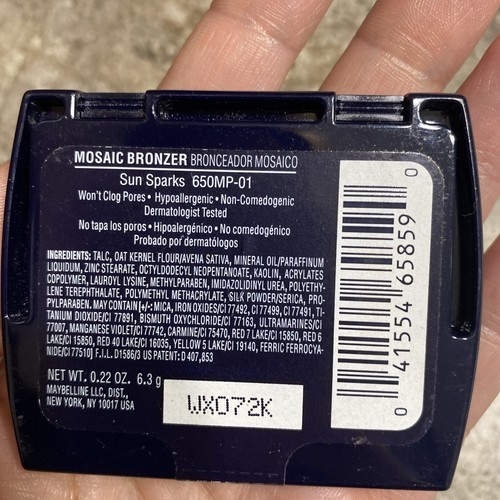 MOSAIC BRONZER BRONCEADOR MOSAICO
Sun Sparks 650MP-01
Won't Clog Pores • Hypoallergenic • Non-Comedogenic
Dermatologist Tested
No tapa los poros • Hipoalergénico • No comedogénico
Probado por dermatólogos
INGREDIENTS: TALC, OAT KERNEL FLOUR/AVENA SATIVA, MINERAL OIL/PARAFFINUM
LIQUIDUM, ZINC STEARATE, OCTYLDODECYL NEOPENTANOATE, KAOLIN, ACRYLATES
COPOLYMER, LAUROYL LYSINE, METHYLPARABEN, IMIDAZOLIDINYL UREA, POLYETHY-
LENE TEREPHTHALATE, POLYMETHYL METHACRYLATE, SILK POWDER/SERICA, PRO-
PYLPARABEN. MAY CONTAIN [+/-: MICA, IRON OXIDES/CI 77492, CI 77499, CI 77491, TI-
TANIUM DIOXIDE/CI 77891, BISMUTH OXYCHLORIDE/CI 77163, ULTRAMARINES/CI
77007, MANGANESE VIOLET/CI 77742, CARMINE/CI 75470, RED 7 LAKE/CI 15850, RED 6
LAKE/CI 15850, RED 40 LAKE/CI 16035, YELLOW 5 LAKE/CI 19140, FERRIC FERROCYA-
NIDE/CI 77510] F.I.L. D1586/3 US PATENT: D 407,853
NET WT. 0.22 OZ. 6.3 g
MAYBELLINE LLC, DIST.,
NEW YORK, NY 10017 USA
WX072K
0 41554 65859 0